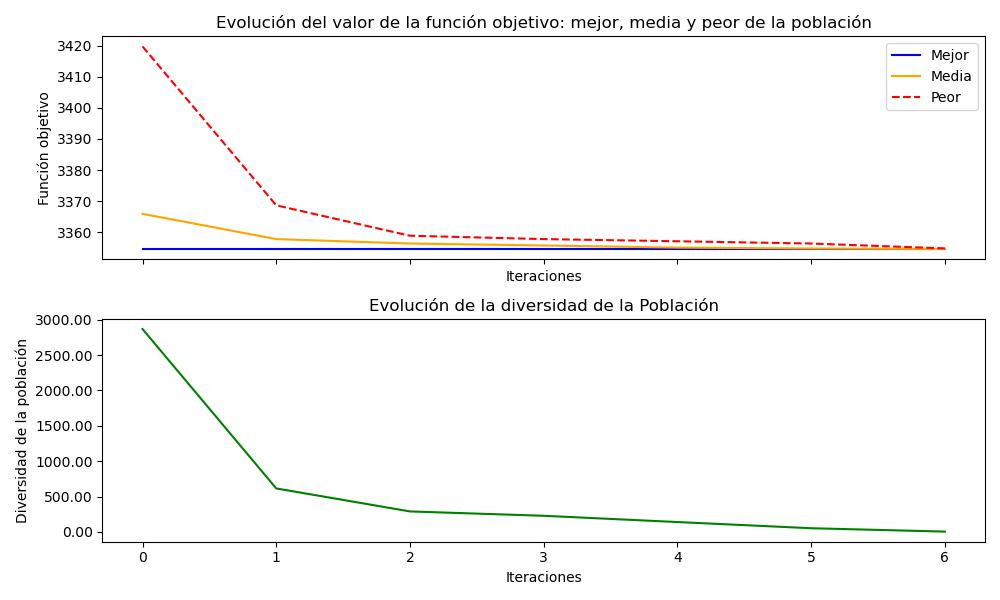 Evolución del valor de la función objetivo: mejor, media y peor de la población
Función objetivo
3420
3410
3400
3390
3380
3370
3360
Mejor
Media
Peor
Iteraciones
Evolución de la diversidad de la Población
Diversidad de la población
3000.00
2500.00
2000.00
1500.00
1000.00
500.00
0.00
0 1 2 3 4 5 6
Iteraciones